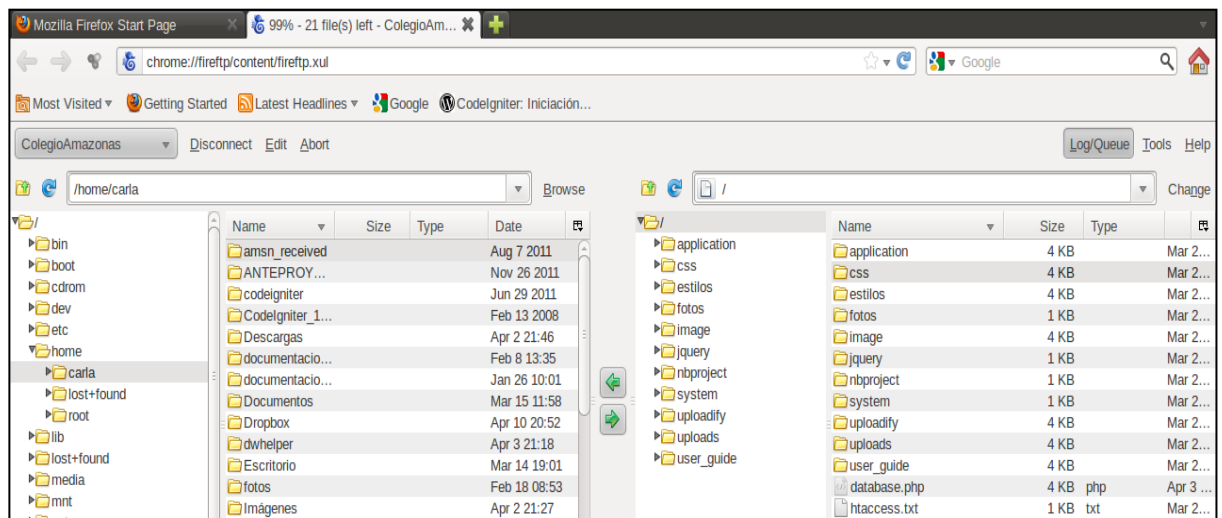 Mozilla Firefox Start Page
99% - 21 file(s) left - ColegioAm...
chrome://fireftp/content/fireftp.xul
Google
Most Visited
Getting Started
Latest Headlines
Google
CodeIgniter: Iniciación...
ColegioAmazonas
Disconnect Edit Abort
Log/Queue Tools Help
/home/carla
Browse
/
Change
/
bin
boot
cdrom
dev
etc
home
carla
lost+found
root
lib
lost+found
media
mnt
Name Size Type Date
amsn_received Aug 7 2011
ANTEPROY... Nov 26 2011
codeigniter Jun 29 2011
CodeIgniter_1... Feb 13 2008
Descargas Apr 2 21:46
documentacio... Feb 8 13:35
documentacio... Jan 26 10:01
Documentos Mar 15 11:58
Dropbox Apr 10 20:52
dwhelper Apr 3 21:18
Escritorio Mar 14 19:01
fotos Feb 18 08:53
Imágenes Apr 2 21:27
/
application
css
estilos
fotos
image
jquery
nbproject
system
uploadify
uploads
user_guide
Name Size Type
application 4 KB Mar 2...
css 4 KB Mar 2...
estilos 4 KB Mar 2...
fotos 1 KB Mar 2...
image 4 KB Mar 2...
jquery 1 KB Mar 2...
nbproject 1 KB Mar 2...
system 1 KB Mar 2...
uploadify 4 KB Mar 2...
uploads 4 KB Mar 2...
user_guide 4 KB Mar 2...
database.php 4 KB php Apr 3 ...
htaccess.txt 1 KB txt Mar 2...